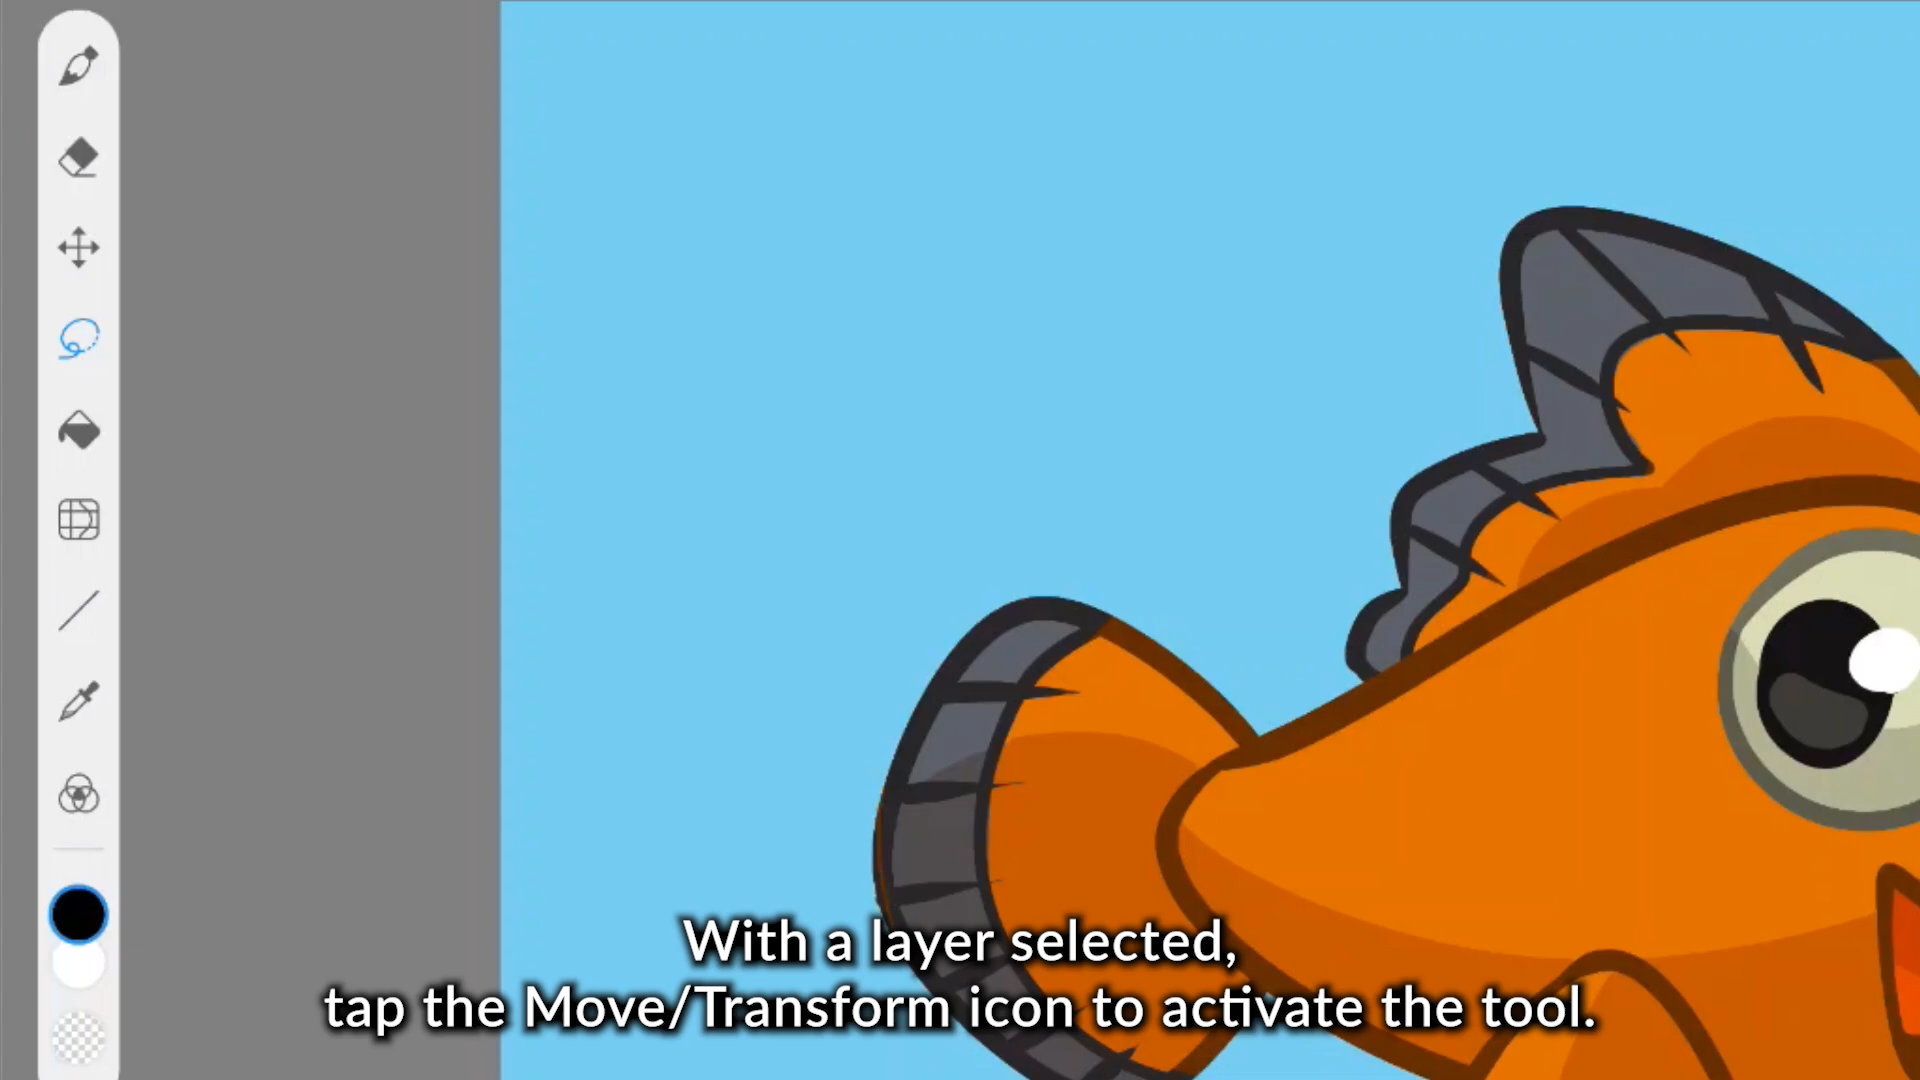 With a layer selected,
tap the Move/Transform icon to activate the tool.